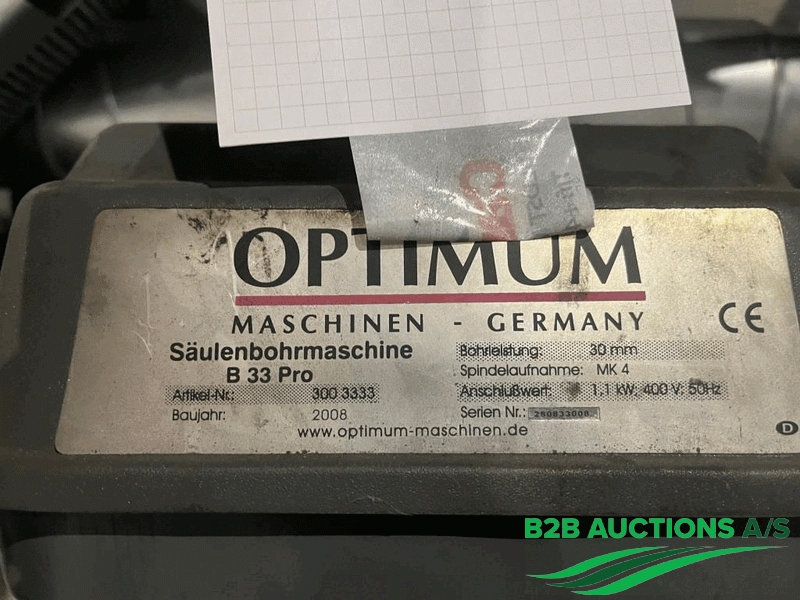 OPTIMUM
MASCHINEN - GERMANY
CE
Säulenbohrmaschine
B 33 Pro
Artikel-Nr.: 300 3333
Baujahr: 2008
Bohrleistung: 30 mm
Spindelaufnahme: MK 4
Anschlußwert: 1,1 kW; 400 V; 50Hz
Serien Nr.:
www.optimum-maschinen.de
D
B2B AUCTIONS A/S